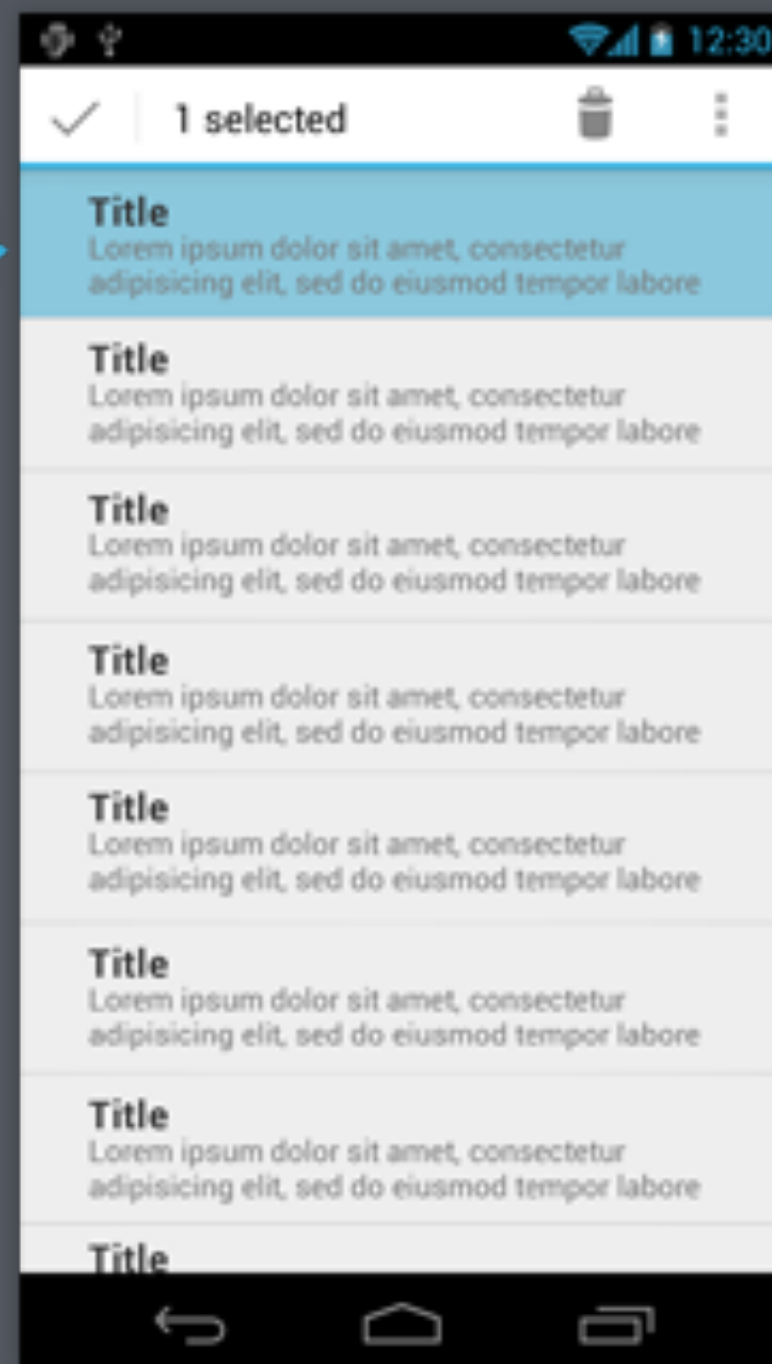 12:30
1 selected
Title
Lorem ipsum dolor sit amet, consectetur
adipisicing elit, sed do eiusmod tempor labore
Title
Lorem ipsum dolor sit amet, consectetur
adipisicing elit, sed do eiusmod tempor labore
Title
Lorem ipsum dolor sit amet, consectetur
adipisicing elit, sed do eiusmod tempor labore
Title
Lorem ipsum dolor sit amet, consectetur
adipisicing elit, sed do eiusmod tempor labore
Title
Lorem ipsum dolor sit amet, consectetur
adipisicing elit, sed do eiusmod tempor labore
Title
Lorem ipsum dolor sit amet, consectetur
adipisicing elit, sed do eiusmod tempor labore
Title
Lorem ipsum dolor sit amet, consectetur
adipisicing elit, sed do eiusmod tempor labore
Title